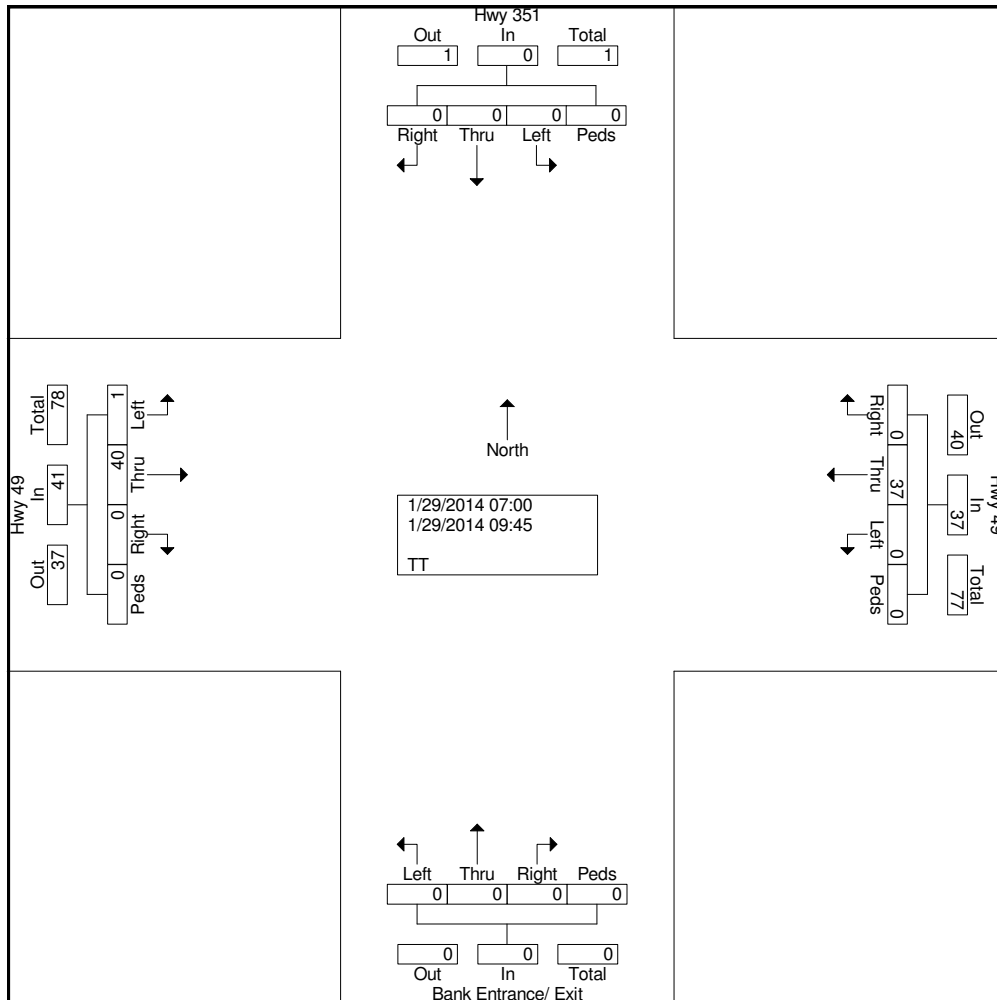 Hwy 351
Out In Total
1 0 1
0 0 0 0
Right Thru Left Peds
Hwy 49
Total In Out
78 41 37
1 40 0 0
Left Thru Right Peds
North
1/29/2014 07:00
1/29/2014 09:45
TT
Right Thru Left Peds
0 37 0 0
Out In Total
40 37 77
Hwy 49
Left Thru Right Peds
0 0 0 0
0 0 0
Out In Total
Bank Entrance/ Exit